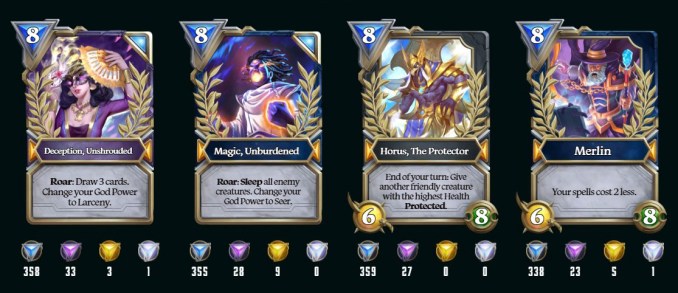 8
Deception, Unshrouded
Roar: Draw 3 cards.
Change your God Power
to Larceny.
358 33 3 1
8
Magic, Unburdened
Roar: Sleep all enemy
creatures. Change your
God Power to Seer.
355 28 9 0
8
Horus, The Protector
End of your turn: Give
another friendly creature
with the highest Health
Protected.
6 8
359 27 0 0
8
Merlin
Your spells cost 2 less.
6 8
338 23 5 1